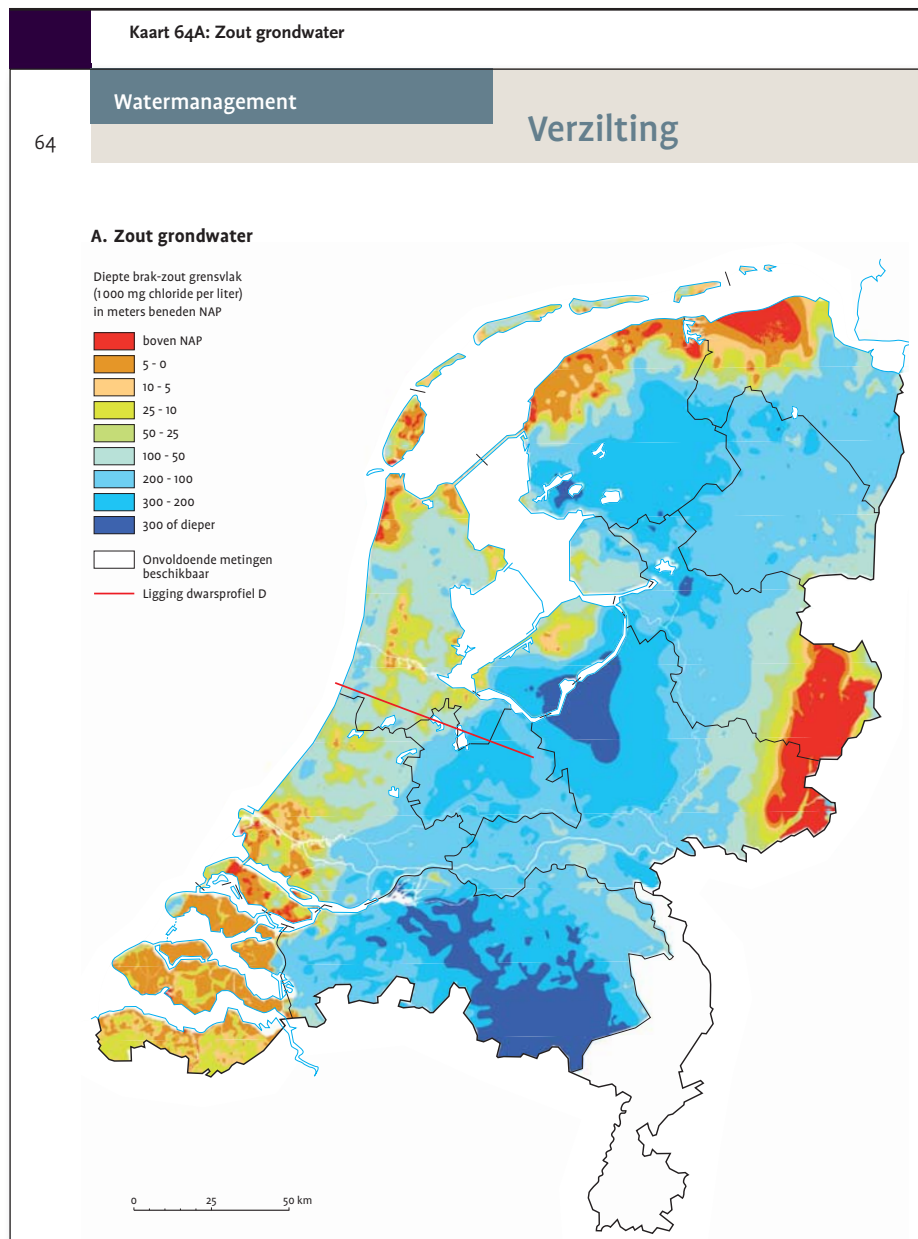 Kaart 64A: Zout grondwater
Watermanagement
Verzilting
64
A. Zout grondwater
Diepte brak-zout grensvlak
(1000 mg chloride per liter)
in meters beneden NAP
boven NAP
5 - 0
10 - 5
25 - 10
50 - 25
100 - 50
200 - 100
300 - 200
300 of dieper
Onvoldoende metingen
beschikbaar
Ligging dwarsprofiel D
0 25 50 km